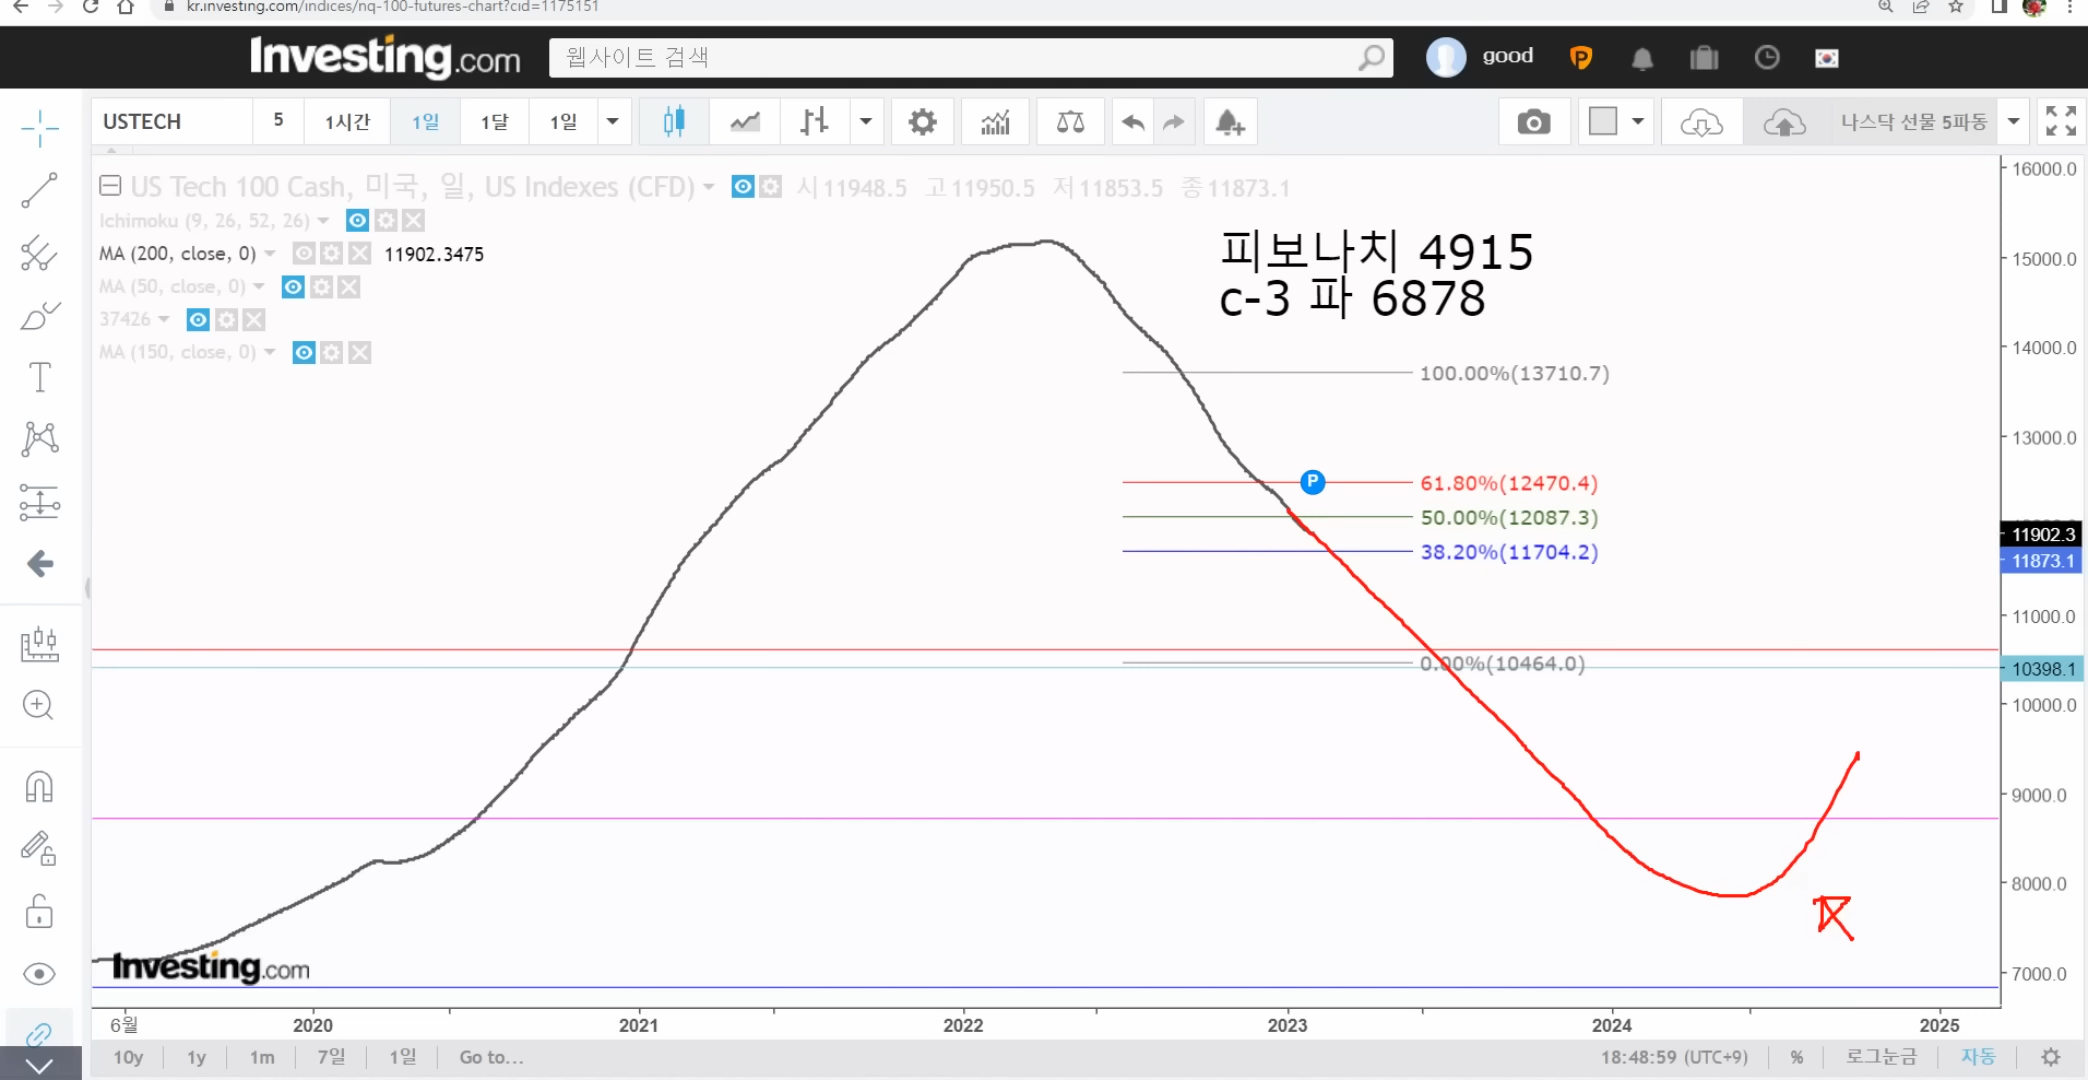 kr.investing.com/indices/nq-100-futures-chart?cid=1175151
Investing.com
웹사이트 검색
good
P
USTECH
5
1시간
1일
1달
1일
나스닥 선물 5파동
US Tech 100 Cash, 미국, 일, US Indexes (CFD)
시 11948.5 고 11950.5 저 11853.5 종 11873.1
Ichimoku (9, 26, 52, 26)
MA (200, close, 0)
11902.3475
MA (50, close, 0)
37426
MA (150, close, 0)
피보나치 4915
c-3 파 6878
100.00%(13710.7)
P
61.80%(12470.4)
50.00%(12087.3)
38.20%(11704.2)
0.00%(10464.0)
16000.0
15000.0
14000.0
13000.0
11902.3
11873.1
11000.0
10398.1
10000.0
9000.0
8000.0
7000.0
Investing.com
6월
2020
2021
2022
2023
2024
2025
10y
1y
1m
7일
1일
Go to...
18:48:59 (UTC+9)
%
로그눈금
자동